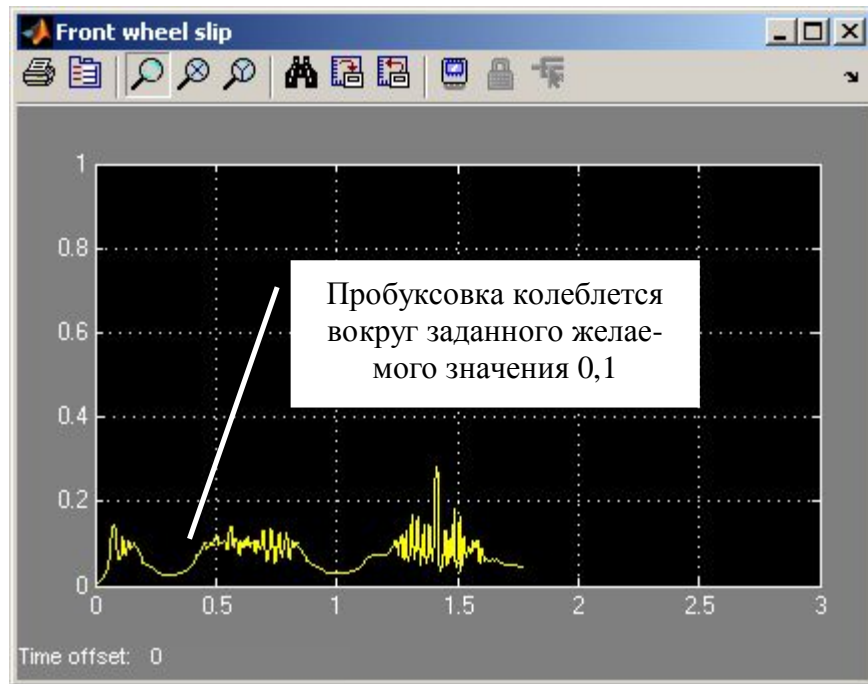 Front wheel slip
1
0.8
Пробуксовка колеблется
вокруг заданного желае-
мого значения 0,1
0.6
0.4
0.2
0
0 0.5 1 1.5 2 2.5 3
Time offset: 0